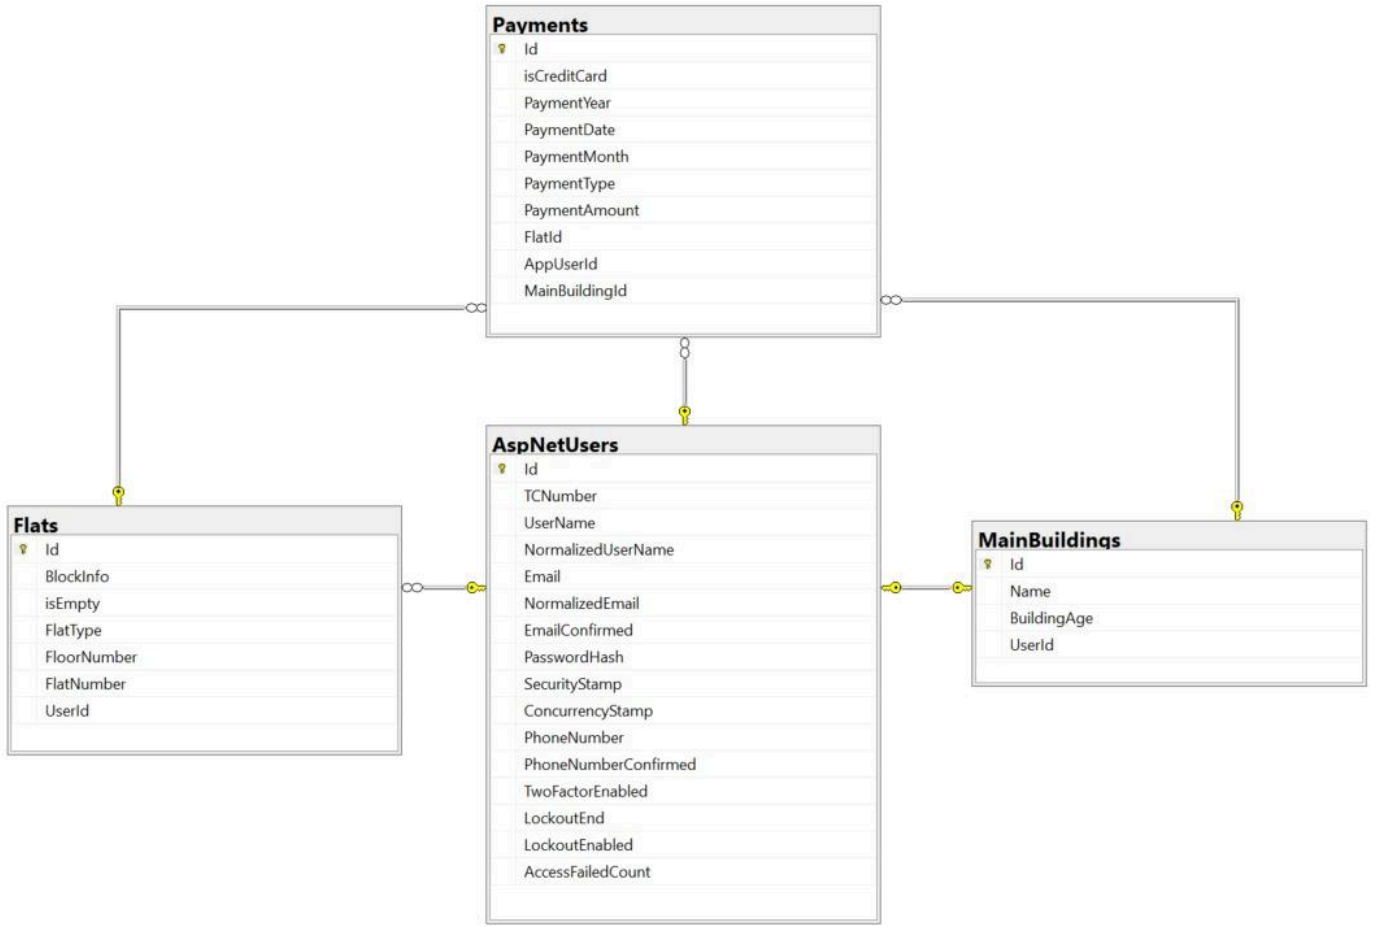 Payments
Id
isCreditCard
PaymentYear
PaymentDate
PaymentMonth
PaymentType
PaymentAmount
FlatId
AppUserId
MainBuildingId
AspNetUsers
Id
TCNumber
UserName
NormalizedUserName
Email
NormalizedEmail
EmailConfirmed
PasswordHash
SecurityStamp
ConcurrencyStamp
PhoneNumber
PhoneNumberConfirmed
TwoFactorEnabled
LockoutEnd
LockoutEnabled
AccessFailedCount
Flats
Id
BlockInfo
isEmpty
FlatType
FloorNumber
FlatNumber
UserId
MainBuildings
Id
Name
BuildingAge
UserId